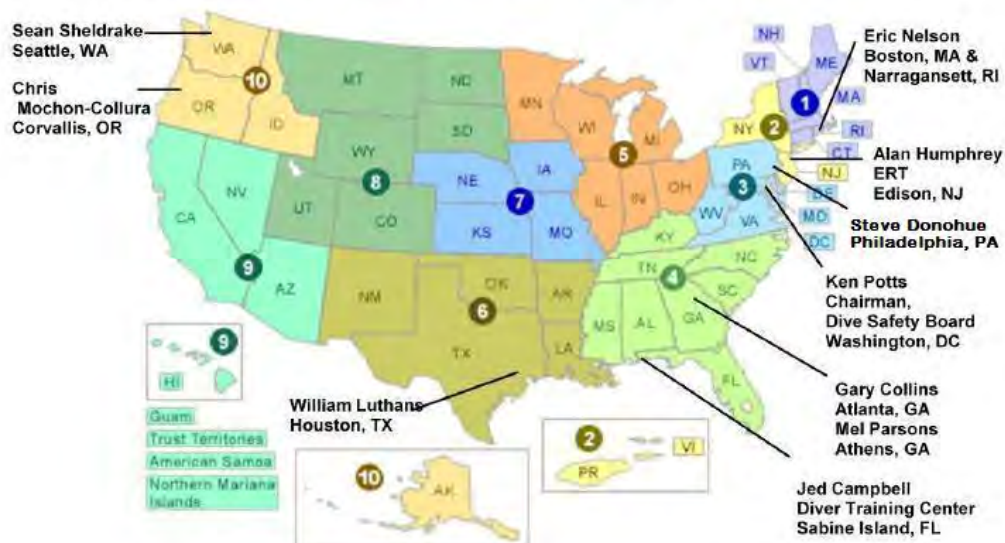 Sean Sheldrake
Seattle, WA
Chris
Mochon-Collura
Corvallis, OR
Eric Nelson
Boston, MA &
Narragansett, RI
Alan Humphrey
ERT
Edison, NJ
Steve Donohue
Philadelphia, PA
Ken Potts
Chairman,
Dive Safety Board
Washington, DC
Gary Collins
Atlanta, GA
Mel Parsons
Athens, GA
Jed Campbell
Diver Training Center
Sabine Island, FL
William Luthans
Houston, TX
WA
10
OR
ID
MT
ND
SD
WY
8
UT
CO
NE
IA
7
KS
MO
MN
WI
MI
5
IL
IN
OH
NH
VT
ME
1
MA
RI
CT
NY
2
NJ
PA
3
DE
WV
VA
MD
DC
KY
TN
4
NC
SC
MS
AL
GA
FL
NV
CA
9
AZ
NM
OK
AR
6
TX
LA
9
HI
Guam
Trust Territories
American Samoa
Northern Mariana
Islands
10
AK
2
VI
PR